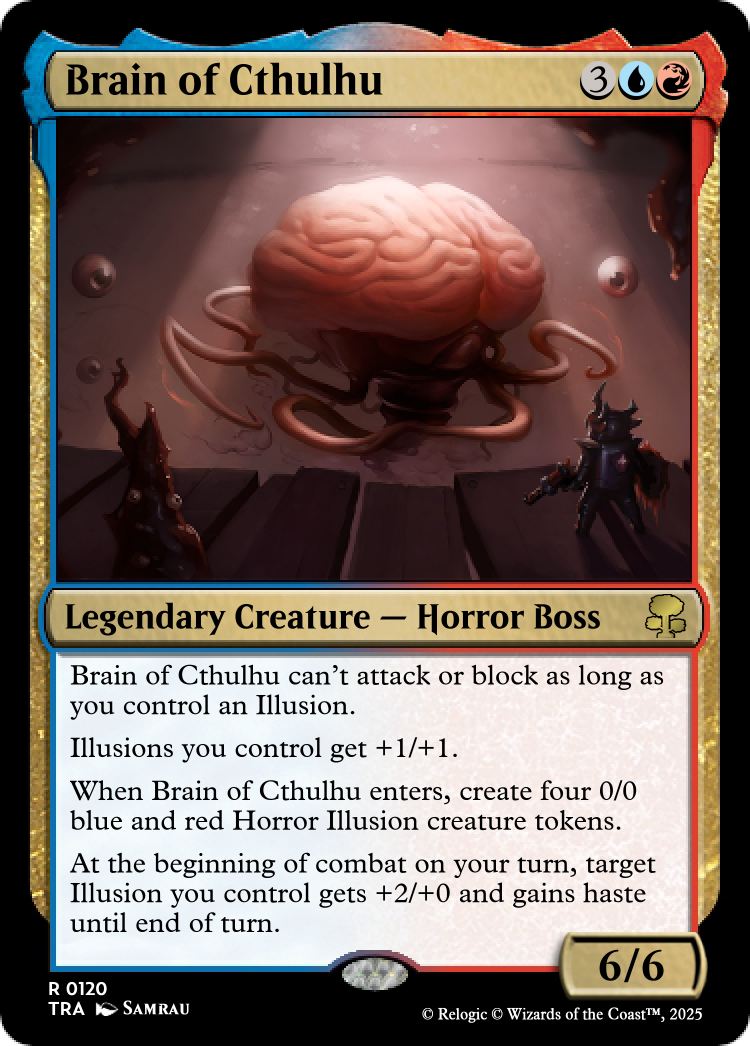 Brain of Cthulhu 3
Legendary Creature — Horror Boss
Brain of Cthulhu can't attack or block as long as
you control an Illusion.
Illusions you control get +1/+1.
When Brain of Cthulhu enters, create four 0/0
blue and red Horror Illusion creature tokens.
At the beginning of combat on your turn, target
Illusion you control gets +2/+0 and gains haste
until end of turn.
6/6
R 0120
TRA SAMRAU
© Relogic © Wizards of the Coast™, 2025